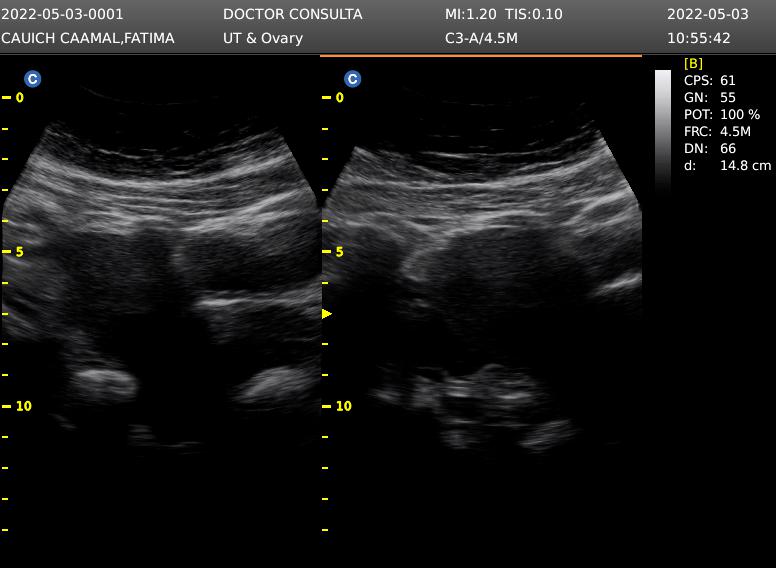 2022-05-03-0001 DOCTOR CONSULTA MI:1.20 TIS:0.10 2022-05-03
CAUICH CAAMAL,FATIMA UT & Ovary C3-A/4.5M 10:55:42
[B]
CPS: 61
GN: 55
POT: 100 %
FRC: 4.5M
DN: 66
d: 14.8 cm
C C
0 0
5 5
10 10